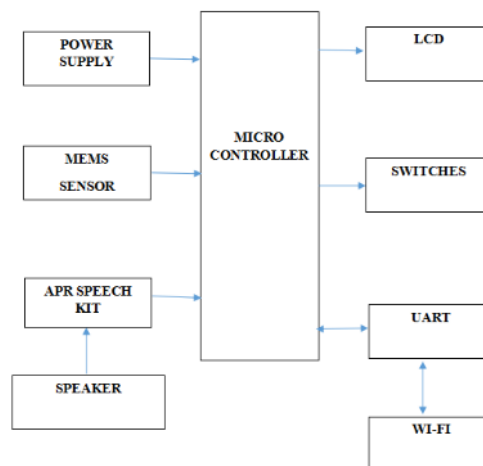 POWER
SUPPLY
MEMS
SENSOR
APR SPEECH
KIT
SPEAKER
MICRO
CONTROLLER
LCD
SWITCHES
UART
WI-FI